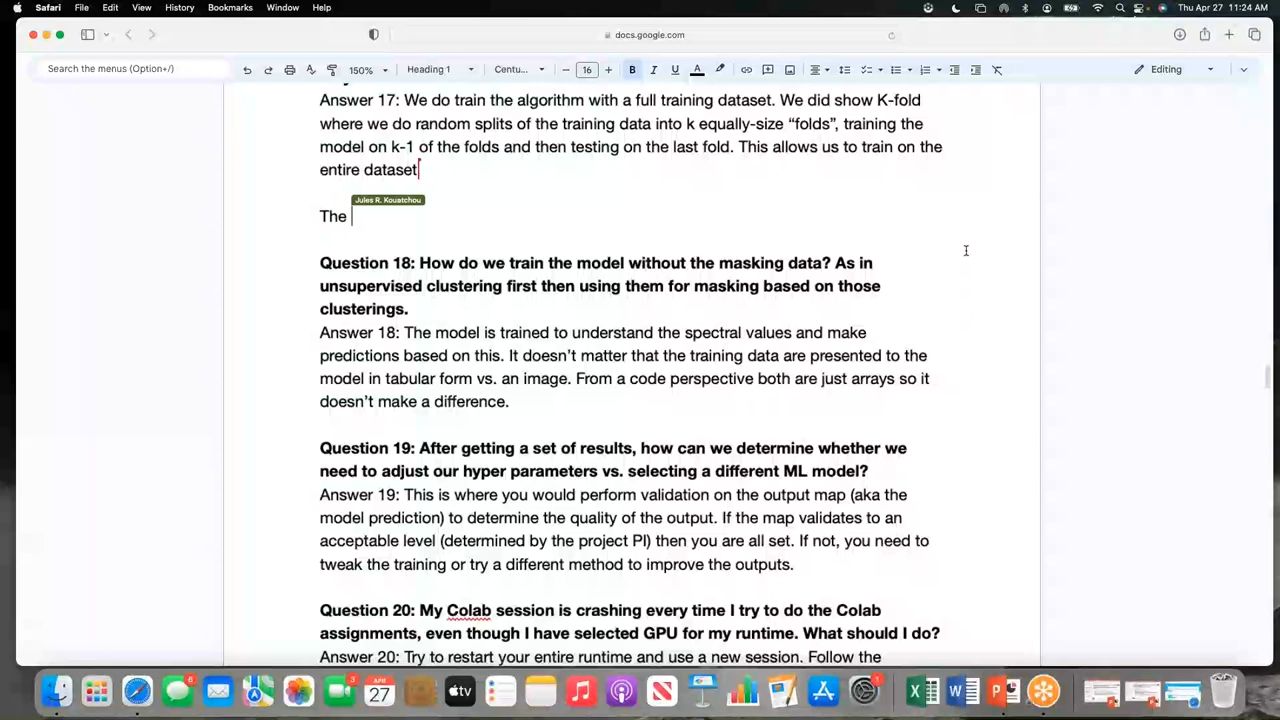 Safari File Edit View History Bookmarks Window Help Thu Apr 27 11:24 AM
docs.google.com
Search the menus (Option+/) 150% Heading 1 Centu... 16 B I U A Editing
Answer 17: We do train the algorithm with a full training dataset. We did show K-fold
where we do random splits of the training data into k equally-size “folds”, training the
model on k-1 of the folds and then testing on the last fold. This allows us to train on the
entire dataset
Jules R. Kouatchou
The
Question 18: How do we train the model without the masking data? As in
unsupervised clustering first then using them for masking based on those
clusterings.
Answer 18: The model is trained to understand the spectral values and make
predictions based on this. It doesn’t matter that the training data are presented to the
model in tabular form vs. an image. From a code perspective both are just arrays so it
doesn’t make a difference.
Question 19: After getting a set of results, how can we determine whether we
need to adjust our hyper parameters vs. selecting a different ML model?
Answer 19: This is where you would perform validation on the output map (aka the
model prediction) to determine the quality of the output. If the map validates to an
acceptable level (determined by the project PI) then you are all set. If not, you need to
tweak the training or try a different method to improve the outputs.
Question 20: My Colab session is crashing every time I try to do the Colab
assignments, even though I have selected GPU for my runtime. What should I do?
Answer 20: Try to restart your entire runtime and use a new session. Follow the
6 3 APR 27 tv 1